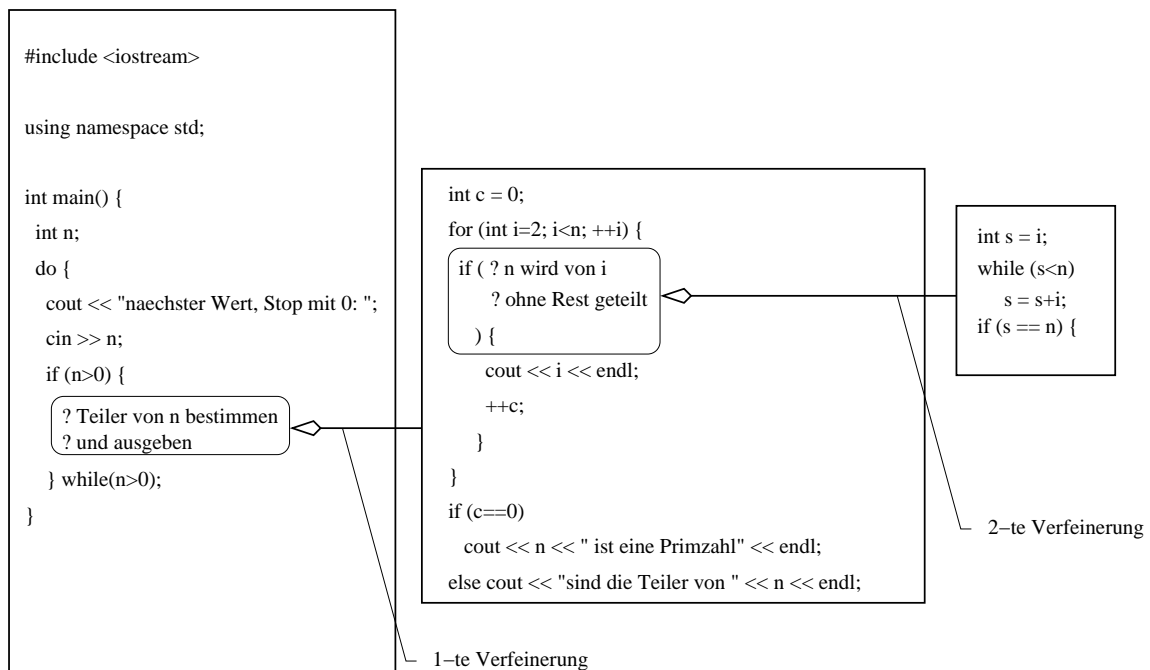 #include <iostream>
using namespace std;
int main() {
int n;
do {
cout << "naechster Wert, Stop mit 0: ";
cin >> n;
if (n>0) {
? Teiler von n bestimmen
? und ausgeben
} while(n>0);
}
int c = 0;
for (int i=2; i<n; ++i) {
if ( ? n wird von i
? ohne Rest geteilt
) {
cout << i << endl;
++c;
}
}
if (c==0)
cout << n << " ist eine Primzahl" << endl;
else cout << "sind die Teiler von " << n << endl;
int s = i;
while (s<n)
s = s+i;
if (s == n) {
2−te Verfeinerung
1−te Verfeinerung